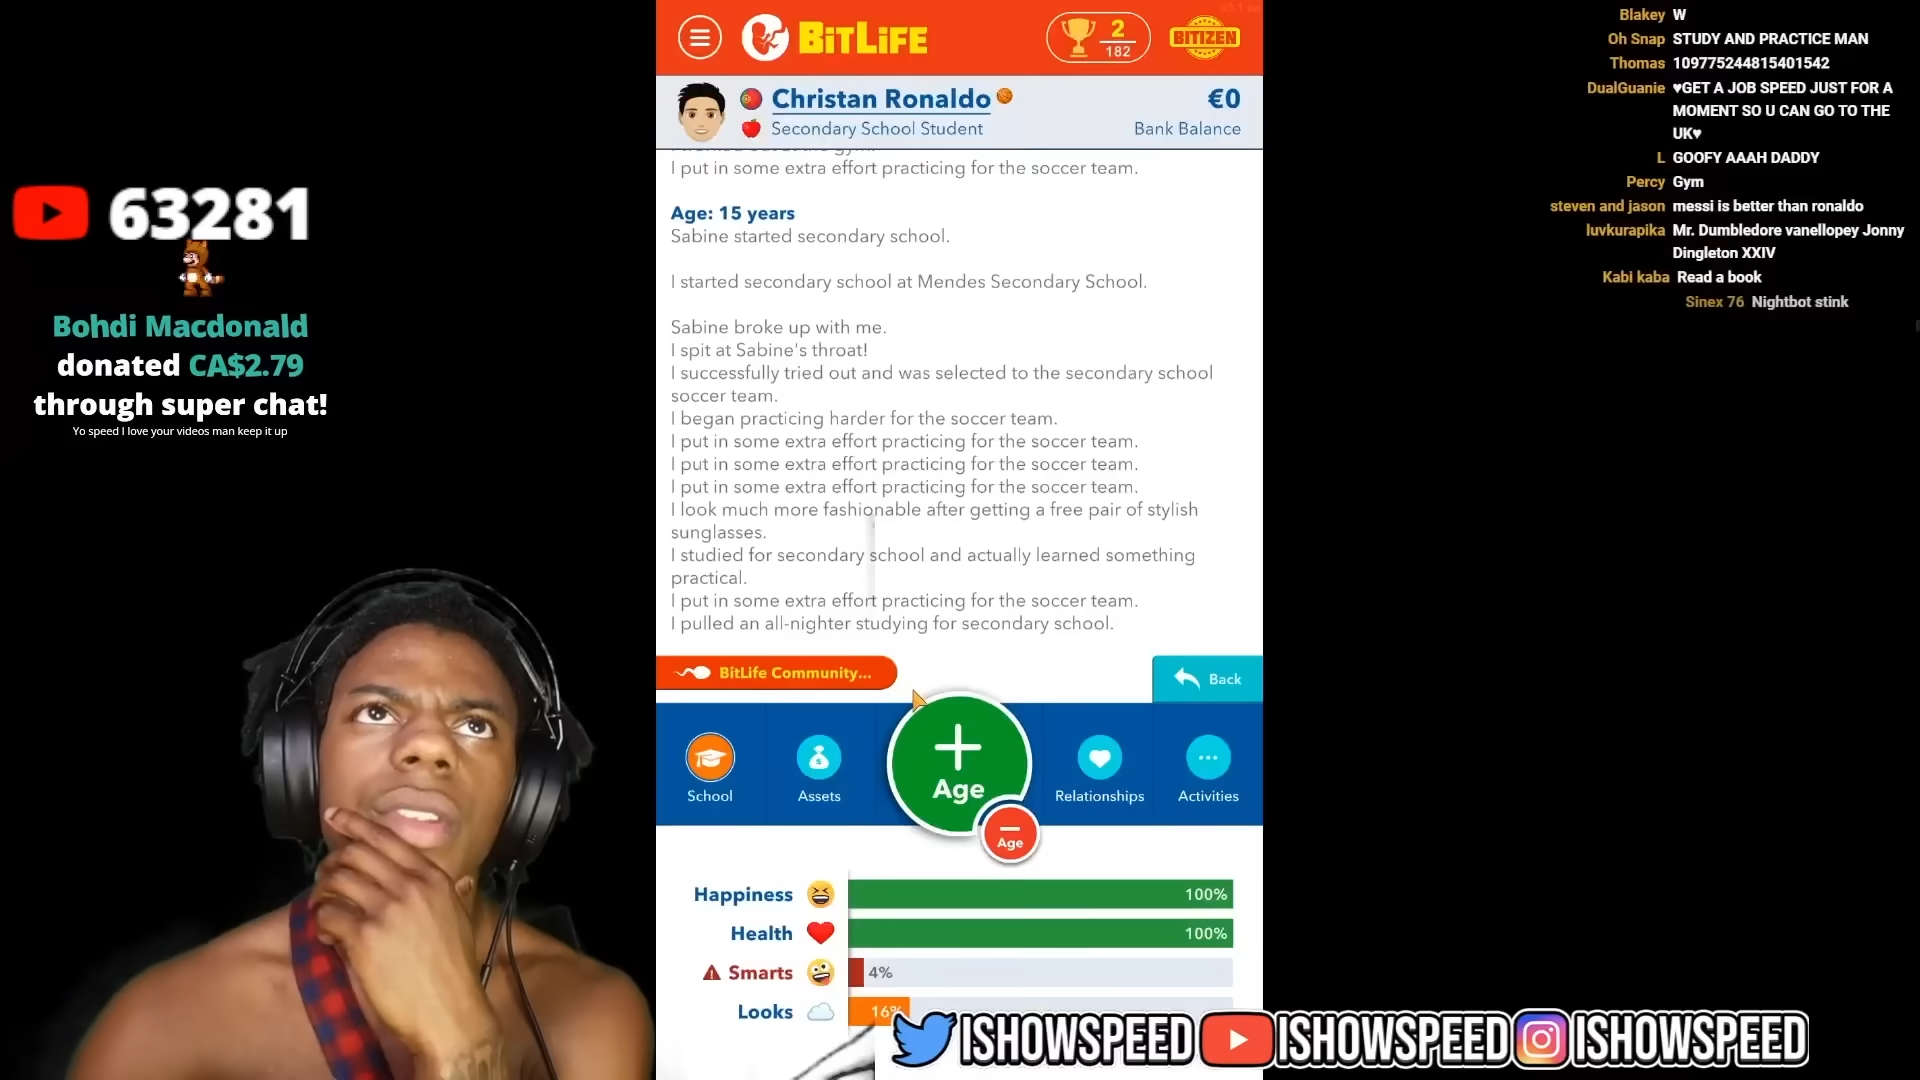 63281
Bohdi Macdonald
donated CA$2.79
through super chat!
Yo speed I love your videos man keep it up
BiTLiFE
2
182
BITIZEN
Christan Ronaldo
€0
Secondary School Student
Bank Balance
I put in some extra effort practicing for the soccer team.
Age: 15 years
Sabine started secondary school.
I started secondary school at Mendes Secondary School.
Sabine broke up with me.
I spit at Sabine's throat!
I successfully tried out and was selected to the secondary school
soccer team.
I began practicing harder for the soccer team.
I put in some extra effort practicing for the soccer team.
I put in some extra effort practicing for the soccer team.
I put in some extra effort practicing for the soccer team.
I look much more fashionable after getting a free pair of stylish
sunglasses.
I studied for secondary school and actually learned something
practical.
I put in some extra effort practicing for the soccer team.
I pulled an all-nighter studying for secondary school.
BitLife Community...
Back
School
Assets
Age
Relationships
Activities
Age
Happiness 100%
Health 100%
Smarts 4%
Looks 16%
ISHOWSPEED ISHOWSPEED ISHOWSPEED
Blakey W
Oh Snap STUDY AND PRACTICE MAN
Thomas 109775244815401542
DualGuanie ♥GET A JOB SPEED JUST FOR A
MOMENT SO U CAN GO TO THE
UK♥
L GOOFY AAAH DADDY
Percy Gym
steven and jason messi is better than ronaldo
luvkurapika Mr. Dumbledore vanellopey Jonny
Dingleton XXIV
Kabi kaba Read a book
Sinex 76 Nightbot stink